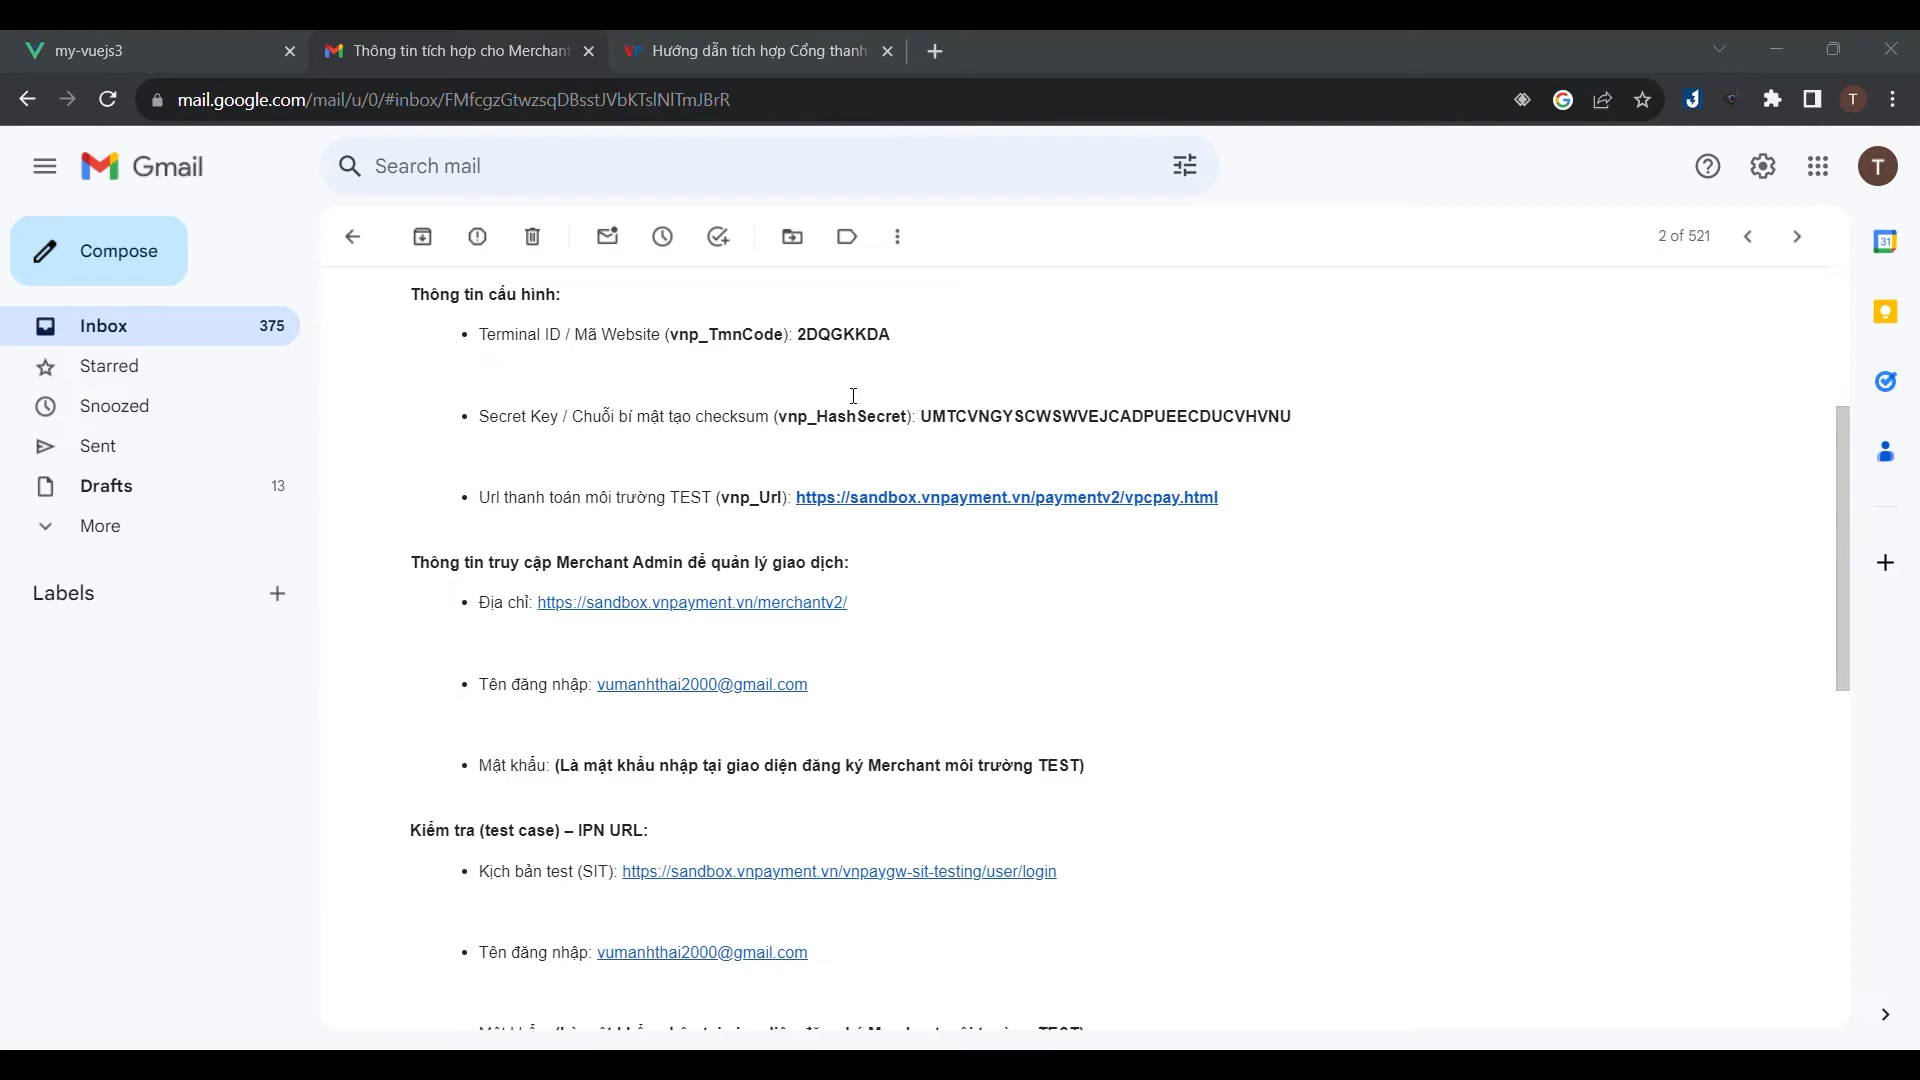 my-vuejs3
Thông tin tích hợp cho Merchant
Hướng dẫn tích hợp Cổng thanh
mail.google.com/mail/u/0/#inbox/FMfcgzGtwzsqDBsstJVbKTslNlTmJBrR
T
Gmail
Search mail
T
Compose
2 of 521
31
Inbox 375
Starred
Snoozed
Sent
Drafts 13
More
Labels
Thông tin cấu hình:
• Terminal ID / Mã Website (vnp_TmnCode): 2DQGKKDA
• Secret Key / Chuỗi bí mật tạo checksum (vnp_HashSecret): UMTCVNGYSCWSWVEJCADPUEECDUCVHVNU
• Url thanh toán môi trường TEST (vnp_Url): https://sandbox.vnpayment.vn/paymentv2/vpcpay.html
Thông tin truy cập Merchant Admin để quản lý giao dịch:
• Địa chỉ: https://sandbox.vnpayment.vn/merchantv2/
• Tên đăng nhập: vumanhthai2000@gmail.com
• Mật khẩu: (Là mật khẩu nhập tại giao diện đăng ký Merchant môi trường TEST)
Kiểm tra (test case) – IPN URL:
• Kịch bản test (SIT): https://sandbox.vnpayment.vn/vnpaygw-sit-testing/user/login
• Tên đăng nhập: vumanhthai2000@gmail.com